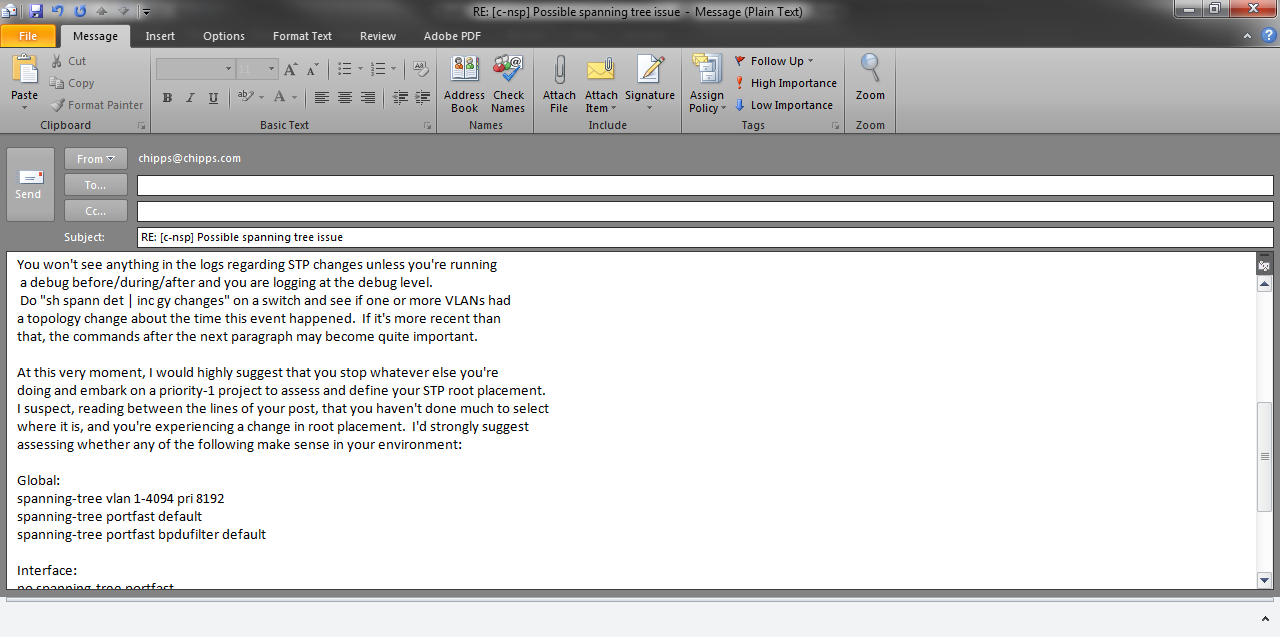 RE: [c-nsp] Possible spanning tree issue - Message (Plain Text)
File Message Insert Options Format Text Review Adobe PDF
Paste
Cut
Copy
Format Painter
Clipboard
11
B I U
Basic Text
Address Book
Check Names
Names
Attach File
Attach Item
Signature
Include
Assign Policy
Follow Up
High Importance
Low Importance
Tags
Zoom
Zoom
Send
From chipps@chipps.com
To...
Cc...
Subject: RE: [c-nsp] Possible spanning tree issue
You won't see anything in the logs regarding STP changes unless you're running
a debug before/during/after and you are logging at the debug level.
Do "sh spann det | inc gy changes" on a switch and see if one or more VLANs had
a topology change about the time this event happened.  If it's more recent than
that, the commands after the next paragraph may become quite important.
At this very moment, I would highly suggest that you stop whatever else you're
doing and embark on a priority-1 project to assess and define your STP root placement.
I suspect, reading between the lines of your post, that you haven't done much to select
where it is, and you're experiencing a change in root placement.  I'd strongly suggest
assessing whether any of the following make sense in your environment:
Global:
spanning-tree vlan 1-4094 pri 8192
spanning-tree portfast default
spanning-tree portfast bpdufilter default
Interface:
no spanning-tree portfast